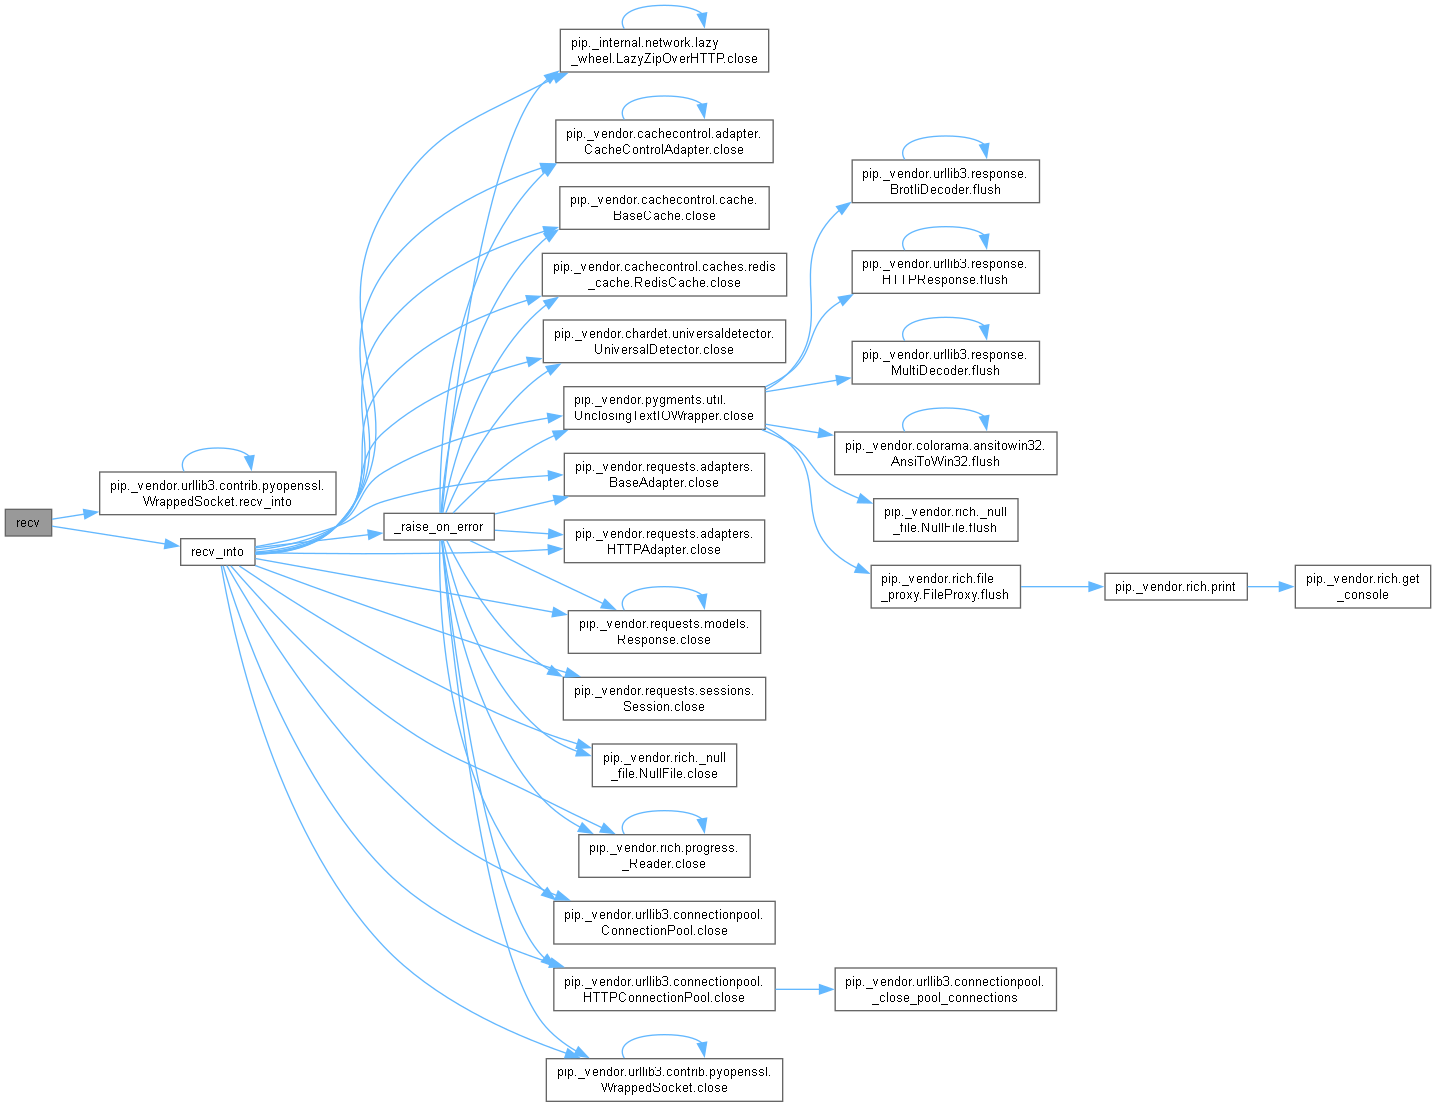 recv
pip._vendor.urllib3.contrib.pyopenssl.
WrappedSocket.recv_into
recv_into
_raise_on_error
pip._internal.network.lazy
_wheel.LazyZipOverHTTP.close
pip._vendor.cachecontrol.adapter.
CacheControlAdapter.close
pip._vendor.cachecontrol.cache.
BaseCache.close
pip._vendor.cachecontrol.caches.redis
_cache.RedisCache.close
pip._vendor.chardet.universaldetector.
UniversalDetector.close
pip._vendor.pygments.util.
UnclosingTextIOWrapper.close
pip._vendor.requests.adapters.
BaseAdapter.close
pip._vendor.requests.adapters.
HTTPAdapter.close
pip._vendor.requests.models.
Response.close
pip._vendor.requests.sessions.
Session.close
pip._vendor.rich._null
_file.NullFile.close
pip._vendor.rich.progress.
_Reader.close
pip._vendor.urllib3.connectionpool.
ConnectionPool.close
pip._vendor.urllib3.connectionpool.
HTTPConnectionPool.close
pip._vendor.urllib3.contrib.pyopenssl.
WrappedSocket.close
pip._vendor.urllib3.response.
BrotliDecoder.flush
pip._vendor.urllib3.response.
HTTPResponse.flush
pip._vendor.urllib3.response.
MultiDecoder.flush
pip._vendor.colorama.ansitowin32.
AnsiToWin32.flush
pip._vendor.rich._null
_file.NullFile.flush
pip._vendor.rich.file
_proxy.FileProxy.flush
pip._vendor.urllib3.connectionpool.
_close_pool_connections
pip._vendor.rich.print
pip._vendor.rich.get
_console